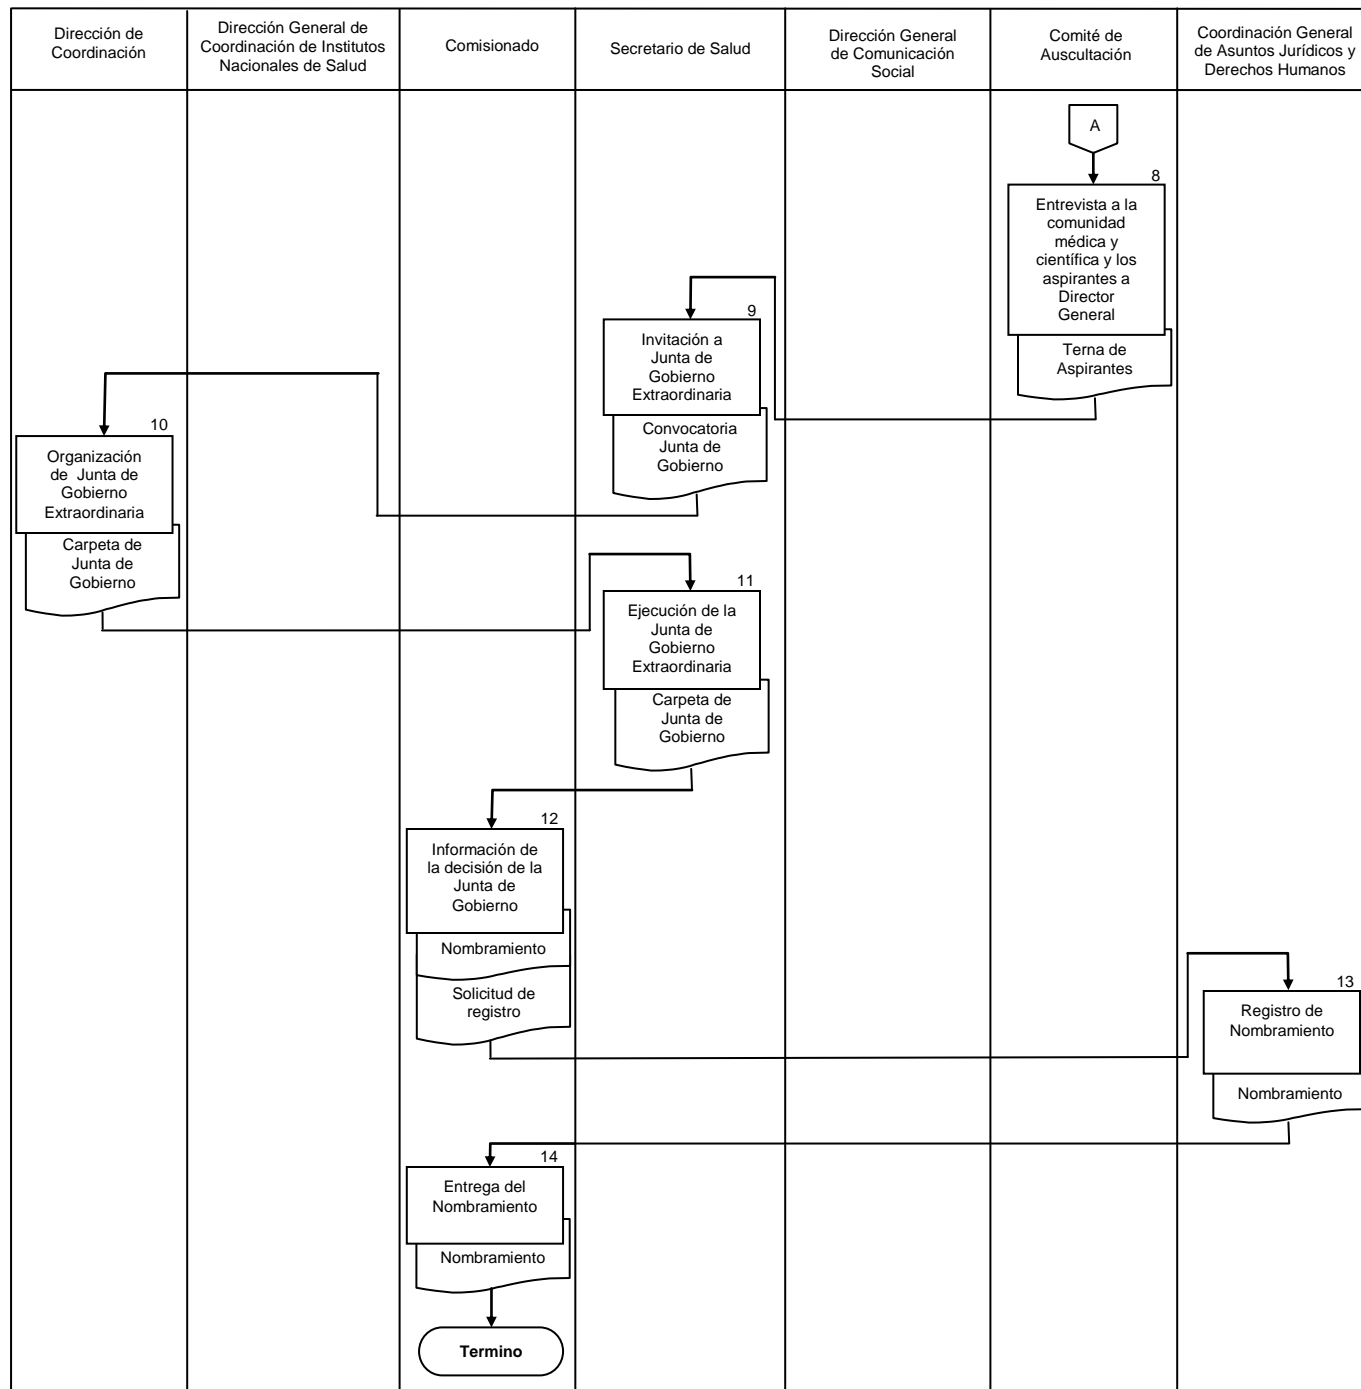 Dirección de
Coordinación
Dirección General de
Coordinación de Institutos
Nacionales de Salud
Comisionado
Secretario de Salud
Dirección General
de Comunicación
Social
Comité de
Auscultación
Coordinación General
de Asuntos Jurídicos y
Derechos Humanos
A
8
Entrevista a la
comunidad
médica y
científica y los
aspirantes a
Director
General
Terna de
Aspirantes
9
Invitación a
Junta de
Gobierno
Extraordinaria
Convocatoria
Junta de
Gobierno
10
Organización
de Junta de
Gobierno
Extraordinaria
Carpeta de
Junta de
Gobierno
11
Ejecución de la
Junta de
Gobierno
Extraordinaria
Carpeta de
Junta de
Gobierno
12
Información de
la decisión de la
Junta de
Gobierno
Nombramiento
Solicitud de
registro
13
Registro de
Nombramiento
Nombramiento
14
Entrega del
Nombramiento
Nombramiento
Termino